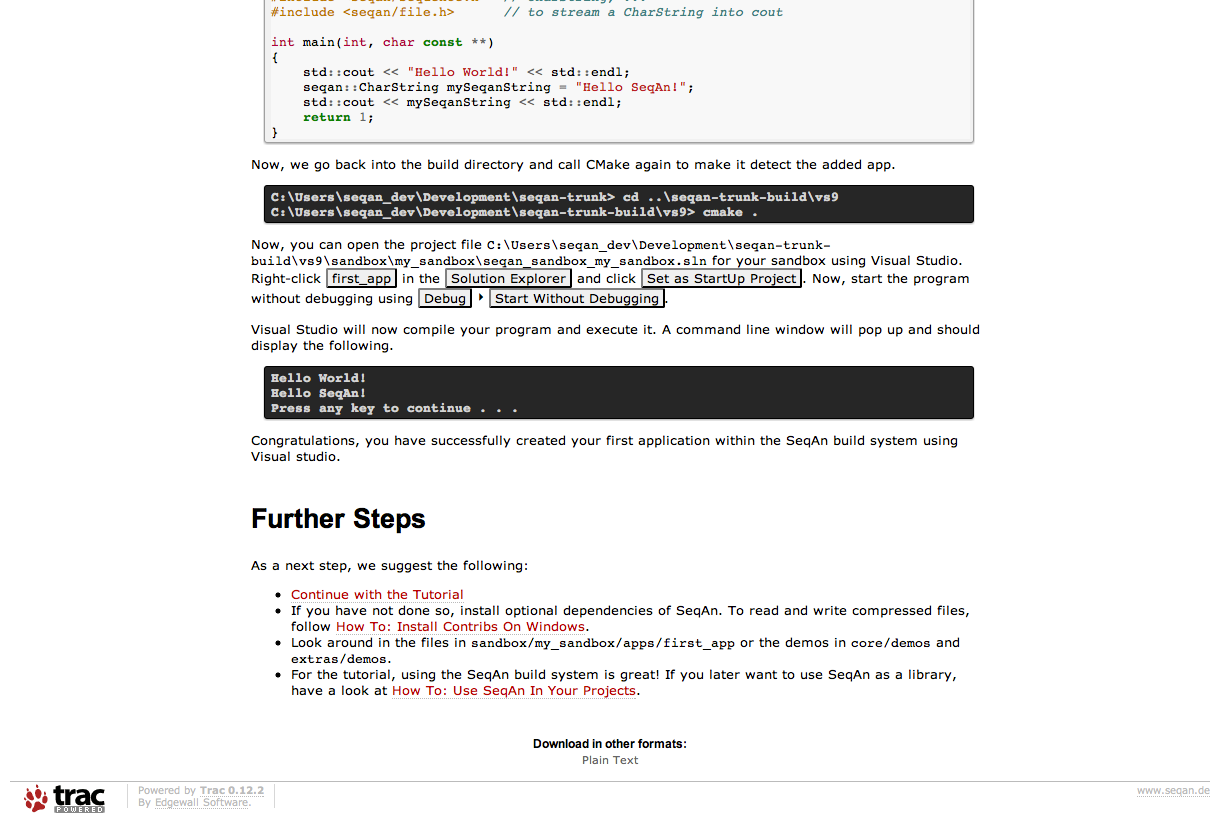 #include <seqan/file.h>      // to stream a CharString into cout
int main(int, char const **)
{
    std::cout << "Hello World!" << std::endl;
    seqan::CharString mySeqanString = "Hello SeqAn!";
    std::cout << mySeqanString << std::endl;
    return 1;
}
Now, we go back into the build directory and call CMake again to make it detect the added app.
C:\Users\seqan_dev\Development\seqan-trunk> cd ..\seqan-trunk-build\vs9
C:\Users\seqan_dev\Development\seqan-trunk-build\vs9> cmake .
Now, you can open the project file C:\Users\seqan_dev\Development\seqan-trunk-
build\vs9\sandbox\my_sandbox\seqan_sandbox_my_sandbox.sln for your sandbox using Visual Studio.
Right-click first_app in the Solution Explorer and click Set as StartUp Project. Now, start the program
without debugging using Debug ‣ Start Without Debugging.
Visual Studio will now compile your program and execute it. A command line window will pop up and should
display the following.
Hello World!
Hello SeqAn!
Press any key to continue . . .
Congratulations, you have successfully created your first application within the SeqAn build system using
Visual studio.
Further Steps
As a next step, we suggest the following:
• Continue with the Tutorial
• If you have not done so, install optional dependencies of SeqAn. To read and write compressed files,
follow How To: Install Contribs On Windows.
• Look around in the files in sandbox/my_sandbox/apps/first_app or the demos in core/demos and
extras/demos.
• For the tutorial, using the SeqAn build system is great! If you later want to use SeqAn as a library,
have a look at How To: Use SeqAn In Your Projects.
Download in other formats:
Plain Text
trac
POWERED
Powered by Trac 0.12.2
By Edgewall Software.
www.seqan.de